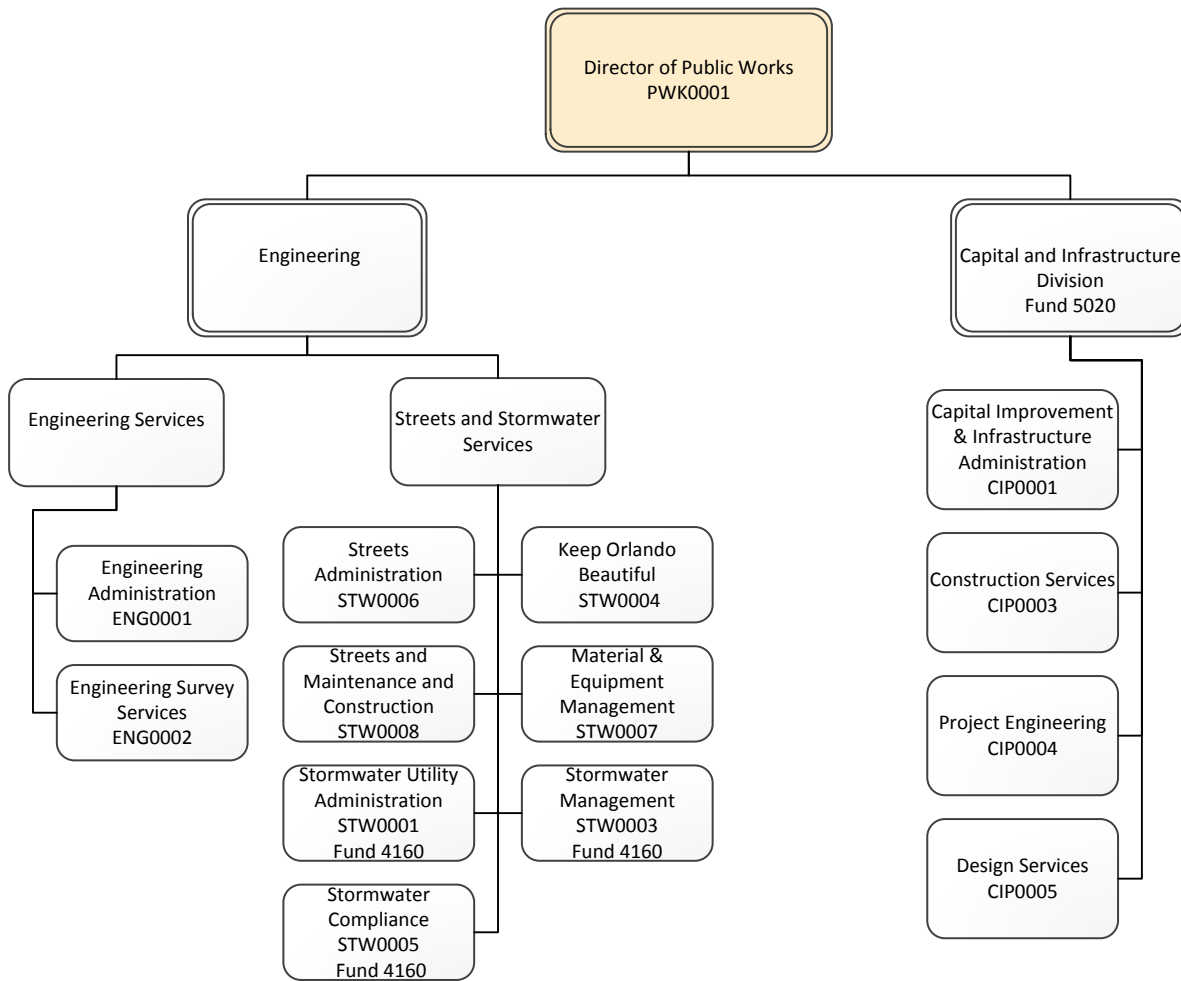 Director of Public Works
PWK0001
Engineering
Capital and Infrastructure
Division
Fund 5020
Engineering Services
Streets and Stormwater
Services
Engineering
Administration
ENG0001
Engineering Survey
Services
ENG0002
Streets
Administration
STW0006
Keep Orlando
Beautiful
STW0004
Streets and
Maintenance and
Construction
STW0008
Material &
Equipment
Management
STW0007
Stormwater Utility
Administration
STW0001
Fund 4160
Stormwater
Management
STW0003
Fund 4160
Stormwater
Compliance
STW0005
Fund 4160
Capital Improvement
& Infrastructure
Administration
CIP0001
Construction Services
CIP0003
Project Engineering
CIP0004
Design Services
CIP0005